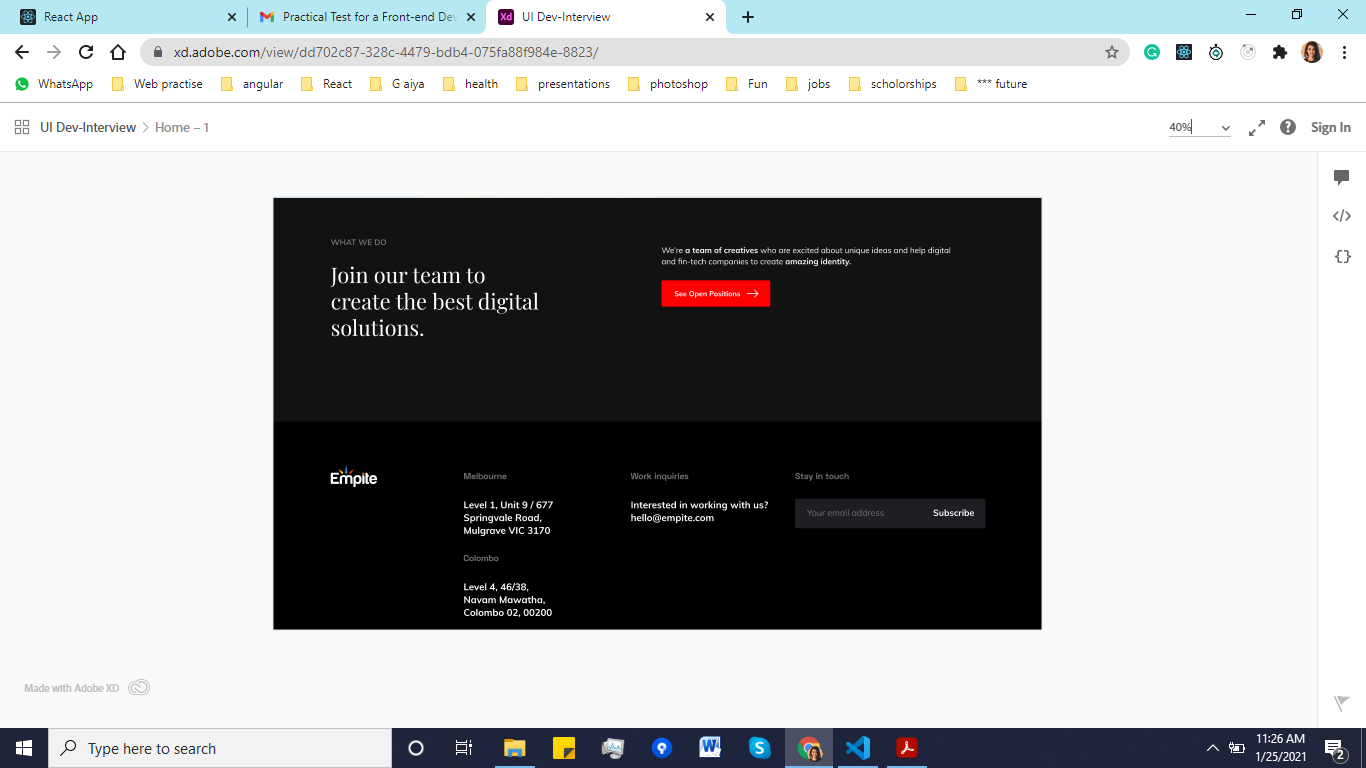 React App
Practical Test for a Front-end Dev
UI Dev-Interview
xd.adobe.com/view/dd702c87-328c-4479-bdb4-075fa88f984e-8823/
WhatsApp
Web practise
angular
React
G aiya
health
presentations
photoshop
Fun
jobs
scholorships
*** future
UI Dev-Interview
Home – 1
40%
Sign In
WHAT WE DO
Join our team to
create the best digital
solutions.
We're a team of creatives who are excited about unique ideas and help digital
and fin-tech companies to create amazing identity.
See Open Positions
Empite
Melbourne
Level 1, Unit 9 / 677
Springvale Road,
Mulgrave VIC 3170
Colombo
Level 4, 46/38,
Navam Mawatha,
Colombo 02, 00200
Work inquiries
Interested in working with us?
hello@empite.com
Stay in touch
Your email address
Subscribe
Made with Adobe XD
Type here to search
11:26 AM
1/25/2021
2